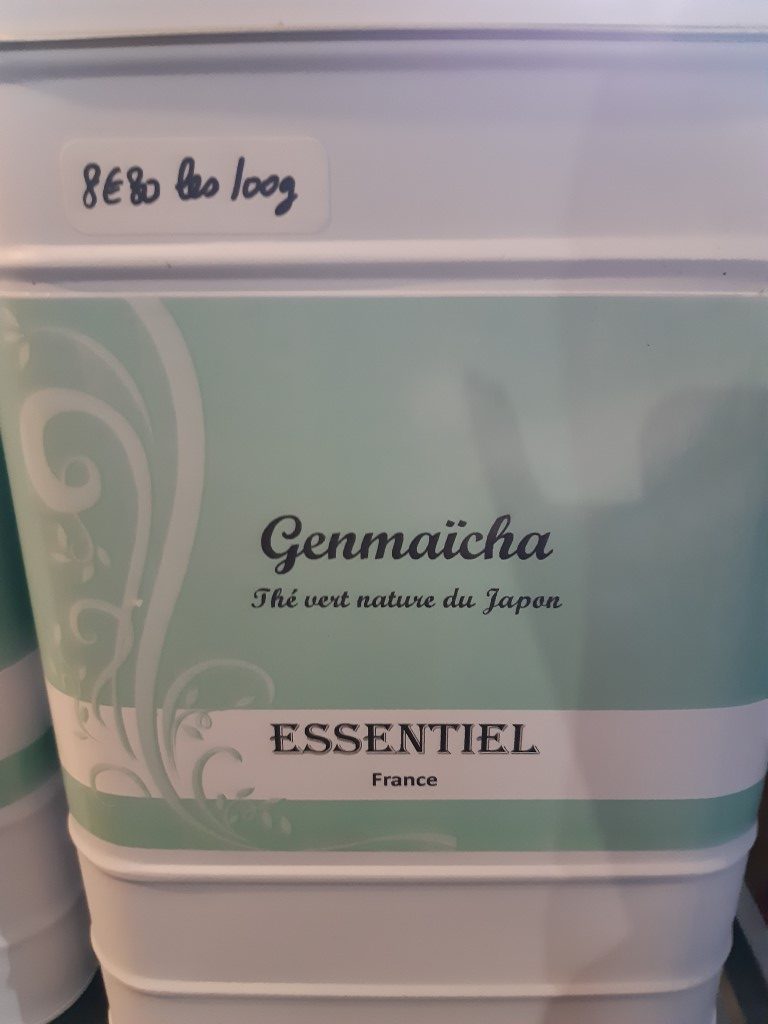 8€80 les 100g
Genmaïcha
Thé vert nature du Japon
ESSENTIEL
France